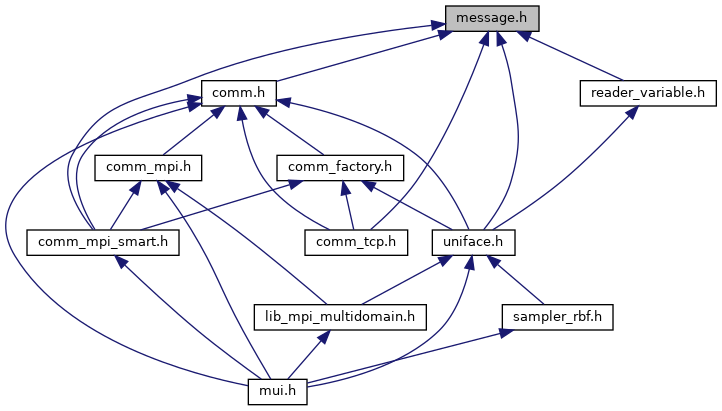 message.h
comm.h
reader_variable.h
comm_mpi.h
comm_factory.h
comm_mpi_smart.h
comm_tcp.h
uniface.h
lib_mpi_multidomain.h
sampler_rbf.h
mui.h